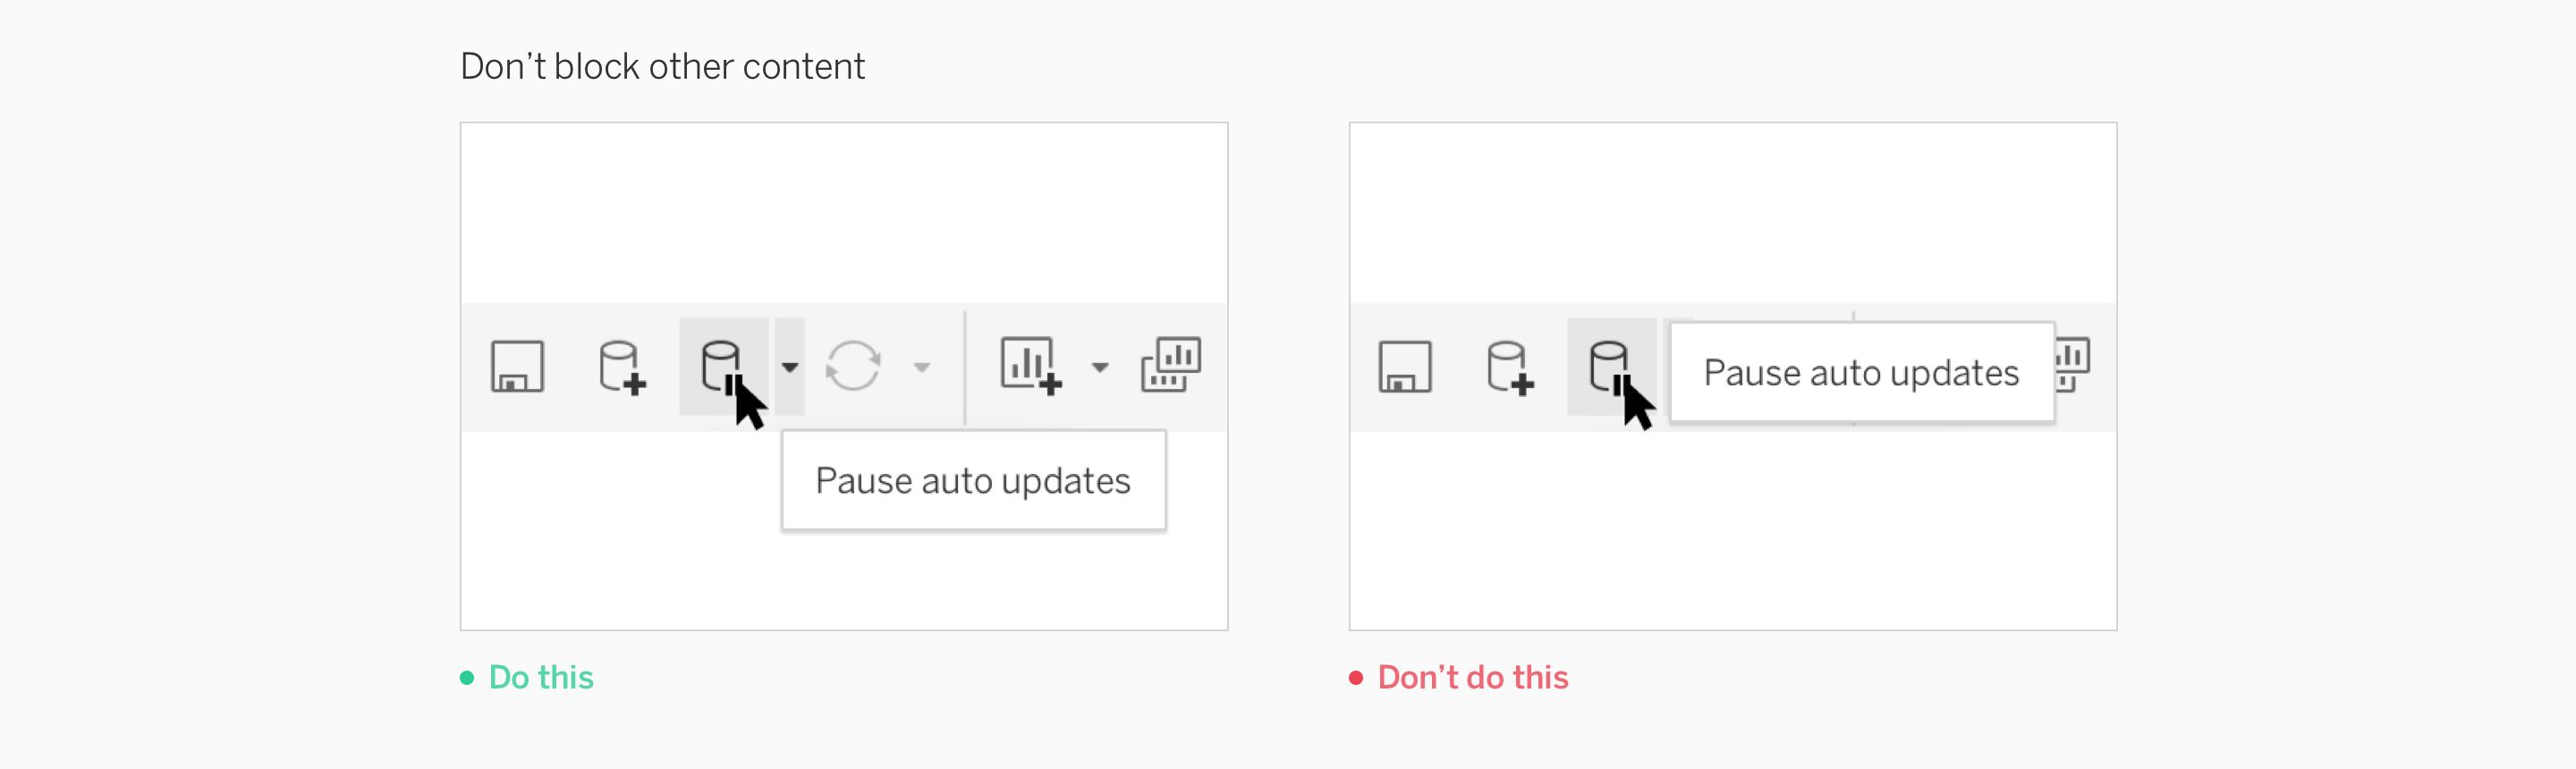 Don’t block other content
Pause auto updates
Pause auto updates
Do this
Don’t do this